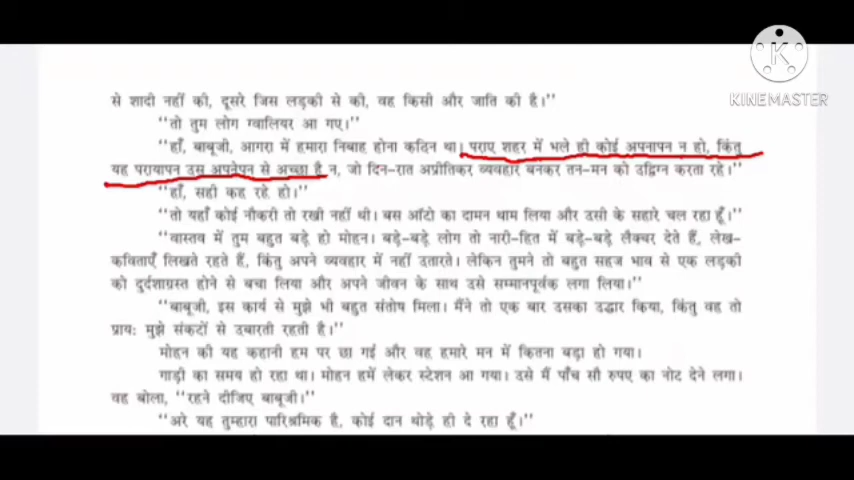 KINEMASTER
से शादी नहीं की, दूसरे जिस लड़की से की, वह किसी और जाति की है।''
''तो तुम लोग ग्वालियर आ गए।''
''हाँ, बाबूजी, आगरा में हमारा निबाह होना कठिन था। पराए शहर में भले ही कोई अपनापन न हो, किंतु
यह परायापन उस अपनेपन से अच्छा है न, जो दिन-रात अप्रीतिकर व्यवहार बनकर तन-मन को उद्विग्न करता रहे।''
''हाँ, सही कह रहे हो।''
''तो यहाँ कोई नौकरी तो रखी नहीं थी। बस ऑटो का दामन थाम लिया और उसी के सहारे चल रहा हूँ।''
''वास्तव में तुम बहुत बड़े हो मोहन। बड़े-बड़े लोग तो नारी-हित में बड़े-बड़े लैक्चर देते हैं, लेख-
कविताएँ लिखते रहते हैं, किंतु अपने व्यवहार में नहीं उतारते। लेकिन तुमने तो बहुत सहज भाव से एक लड़की
को दुर्दशाग्रस्त होने से बचा लिया और अपने जीवन के साथ उसे सम्मानपूर्वक लगा लिया।''
''बाबूजी, इस कार्य से मुझे भी बहुत संतोष मिला। मैंने तो एक बार उसका उद्धार किया, किंतु वह तो
प्राय: मुझे संकटों से उबारती रहती है।''
मोहन की यह कहानी हम पर छा गई और वह हमारे मन में कितना बड़ा हो गया।
गाड़ी का समय हो रहा था। मोहन हमें लेकर स्टेशन आ गया। उसे मैं पाँच सौ रुपए का नोट देने लगा।
वह बोला, ''रहने दीजिए बाबूजी।''
''अरे यह तुम्हारा पारिश्रमिक है, कोई दान थोड़े ही दे रहा हूँ।''